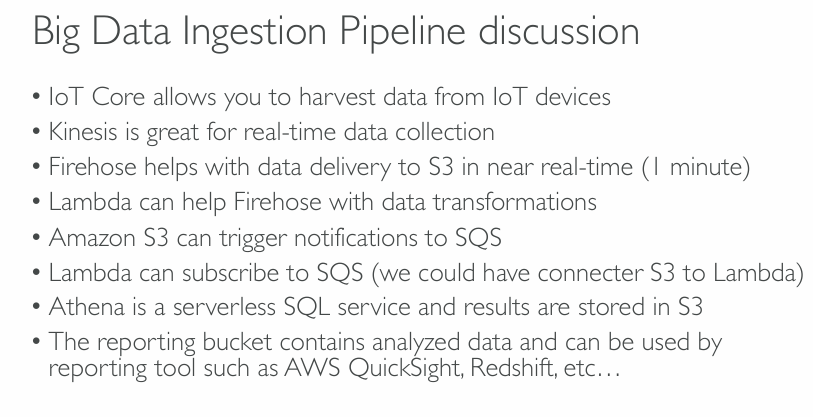 Big Data Ingestion Pipeline discussion
• IoT Core allows you to harvest data from IoT devices
• Kinesis is great for real-time data collection
• Firehose helps with data delivery to S3 in near real-time (1 minute)
• Lambda can help Firehose with data transformations
• Amazon S3 can trigger notifications to SQS
• Lambda can subscribe to SQS (we could have connecter S3 to Lambda)
• Athena is a serverless SQL service and results are stored in S3
• The reporting bucket contains analyzed data and can be used by
reporting tool such as AWS QuickSight, Redshift, etc…